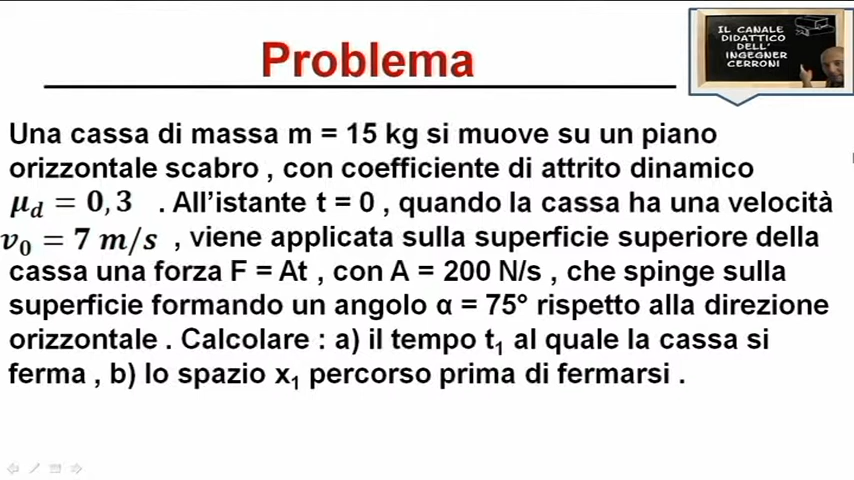 Problema
IL CANALE
DIDATTICO
DELL'
INGEGNER
CERRONI
Una cassa di massa m = 15 kg si muove su un piano
orizzontale scabro , con coefficiente di attrito dinamico
μd = 0,3 . All’istante t = 0 , quando la cassa ha una velocità
v0 = 7 m/s , viene applicata sulla superficie superiore della
cassa una forza F = At , con A = 200 N/s , che spinge sulla
superficie formando un angolo α = 75° rispetto alla direzione
orizzontale . Calcolare : a) il tempo t1 al quale la cassa si
ferma , b) lo spazio x1 percorso prima di fermarsi .